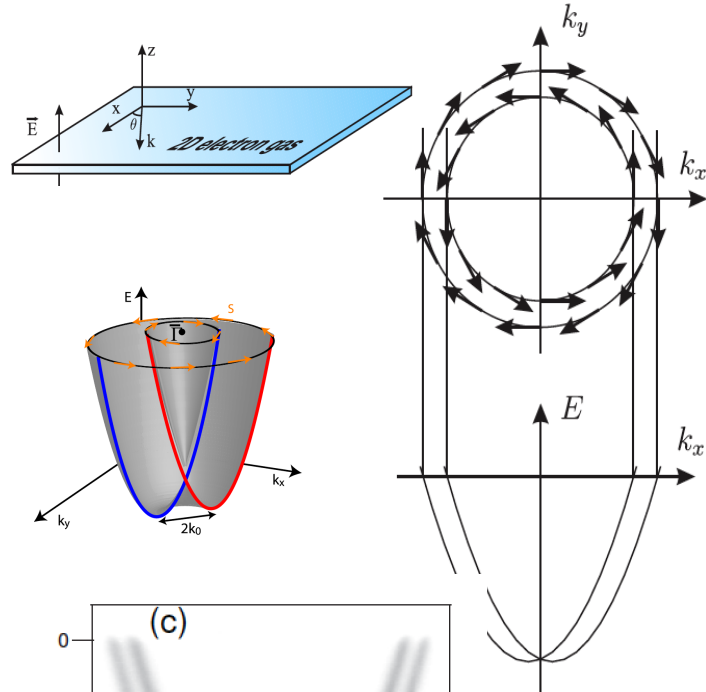 z
y
x
E
θ
k
2D electron gas
k_y
k_x
E
S
Γ
k_x
k_y
2k₀
E
k_x
(c)
0